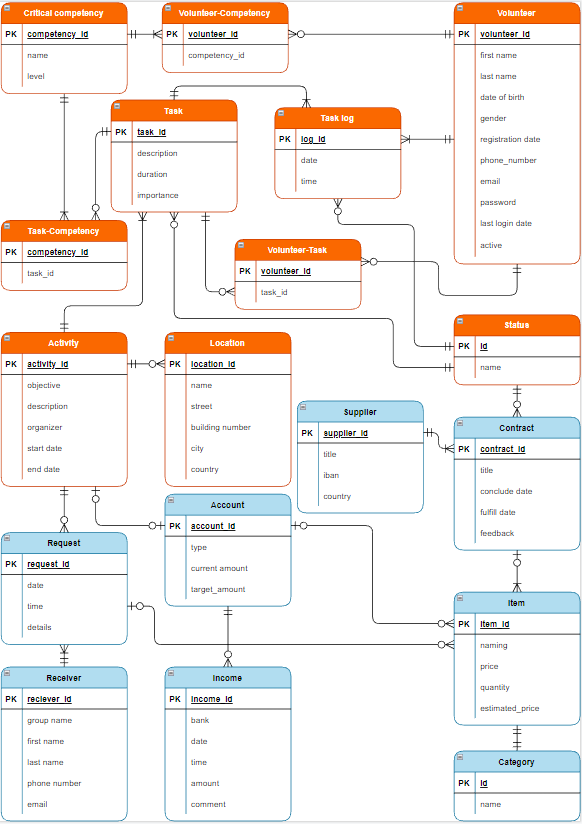 Critical competency
PK competency_id
name
level
Volunteer-Competency
PK volunteer_id
competency_id
Volunteer
PK volunteer_id
first name
last name
date of birth
gender
registration date
phone_number
email
password
last login date
active
Task
PK task_id
description
duration
importance
Task log
PK log_id
date
time
Task-Competency
PK competency_id
task_id
Volunteer-Task
PK volunteer_id
task_id
Status
PK id
name
Activity
PK activity_id
objective
description
organizer
start date
end date
Location
PK location_id
name
street
building number
city
country
Supplier
PK supplier_id
title
iban
country
Contract
PK contract_id
title
conclude date
fulfill date
feedback
Account
PK account_id
type
current amount
target_amount
Request
PK request_id
date
time
details
Item
PK item_id
naming
price
quantity
estimated_price
Receiver
PK reciever_id
group name
first name
last name
phone number
email
Income
PK income_id
bank
date
time
amount
comment
Category
PK id
name